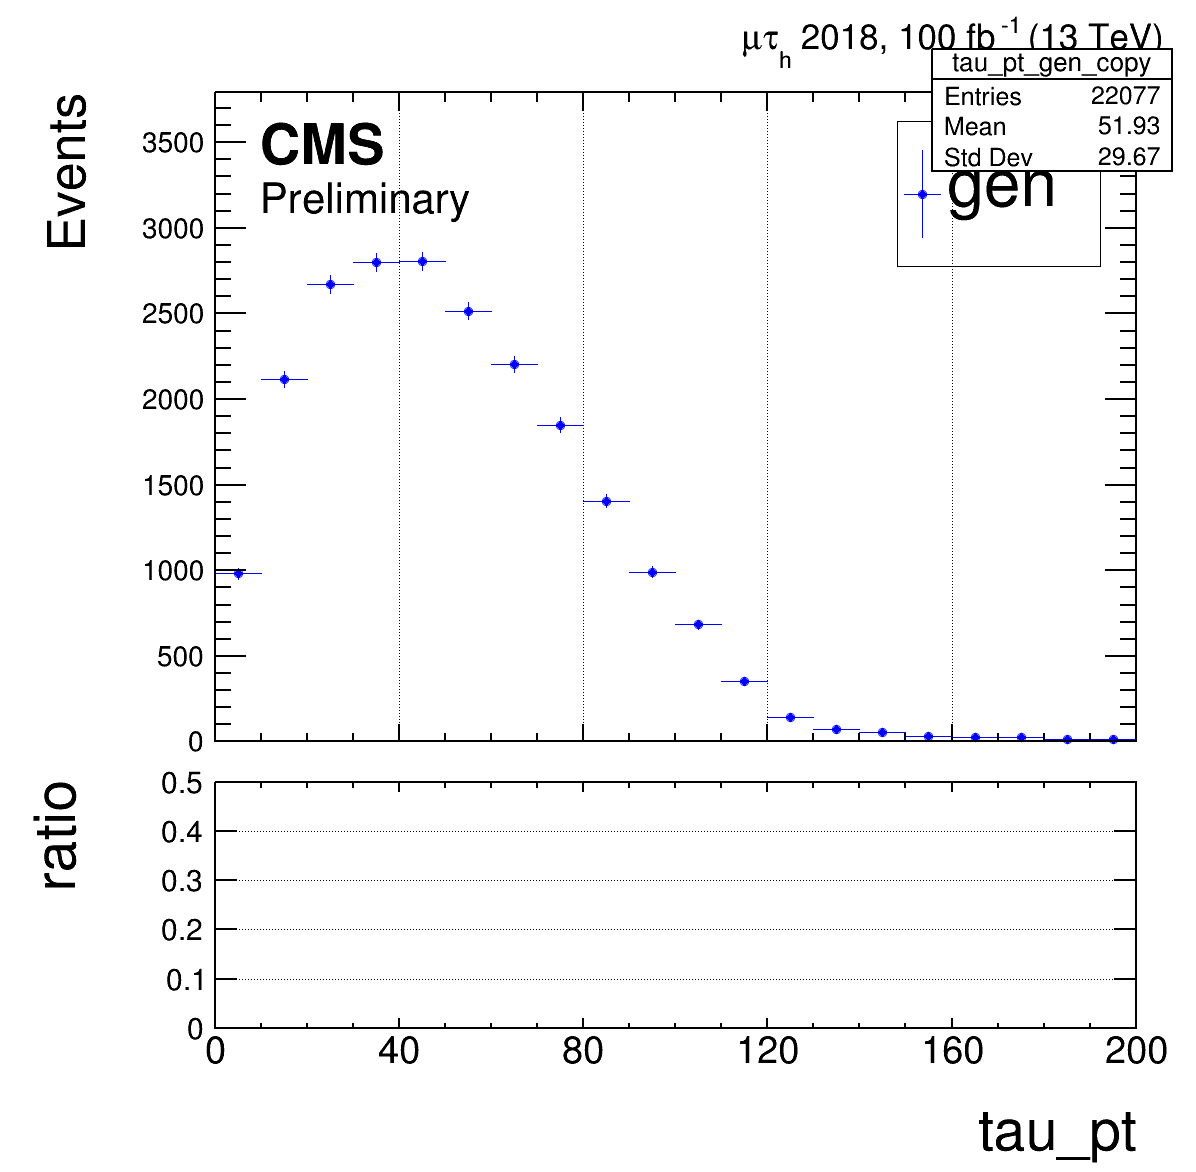 μτh 2018, 100 fb-1 (13 TeV)
tau_pt_gen_copy
Entries 22077
Mean 51.93
Std Dev 29.67
gen
CMS
Preliminary
Events
3500
3000
2500
2000
1500
1000
500
0
ratio
0.5
0.4
0.3
0.2
0.1
0
0 40 80 120 160 200
tau_pt